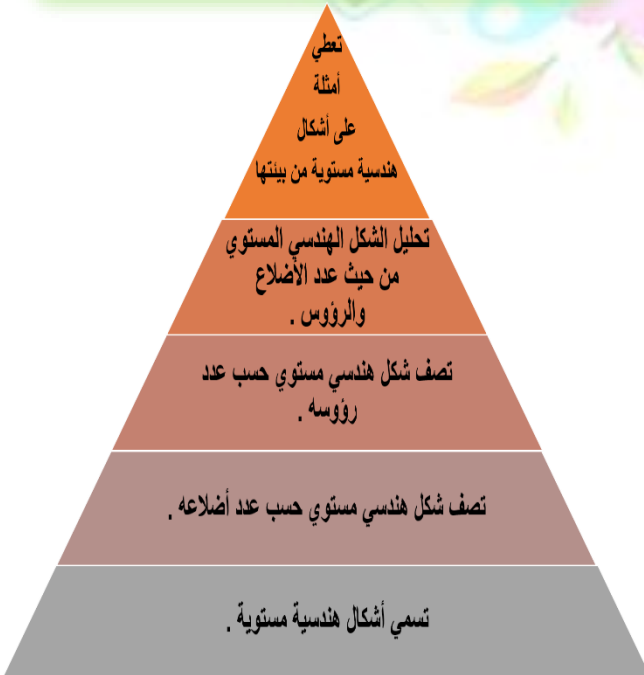 تعطي
أمثلة
على أشكال
هندسية مستوية من بيئتها
تحليل الشكل الهندسي المستوي
من حيث عدد الأضلاع
والرؤوس .
تصف شكل هندسي مستوي حسب عدد
رؤوسه .
تصف شكل هندسي مستوي حسب عدد أضلاعه .
تسمي أشكال هندسية مستوية .